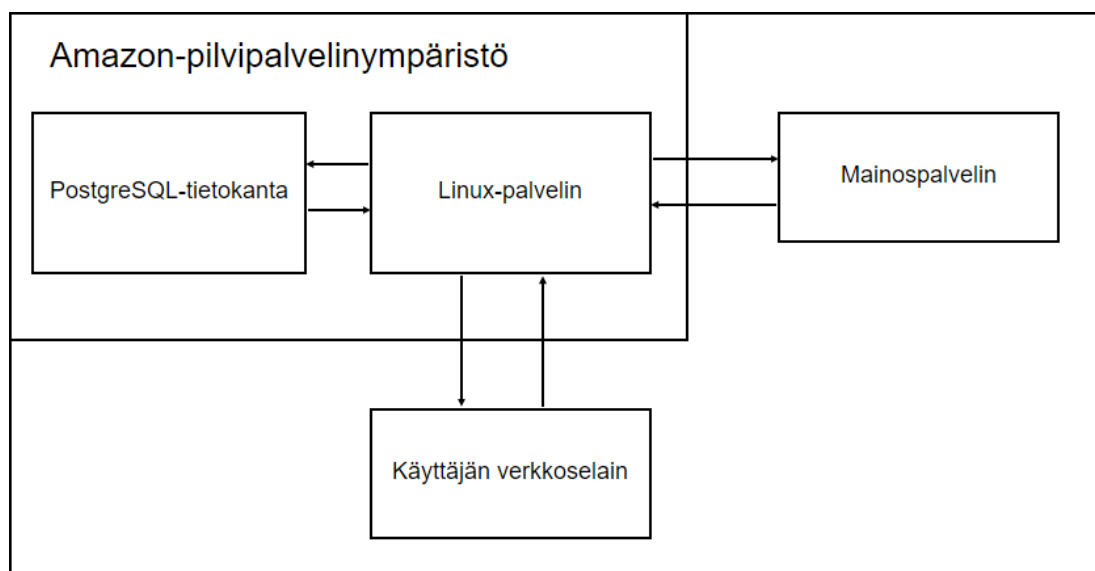 Amazon-pilvipalvelinympäristö
PostgreSQL-tietokanta
Linux-palvelin
Mainospalvelin
Käyttäjän verkkoselain